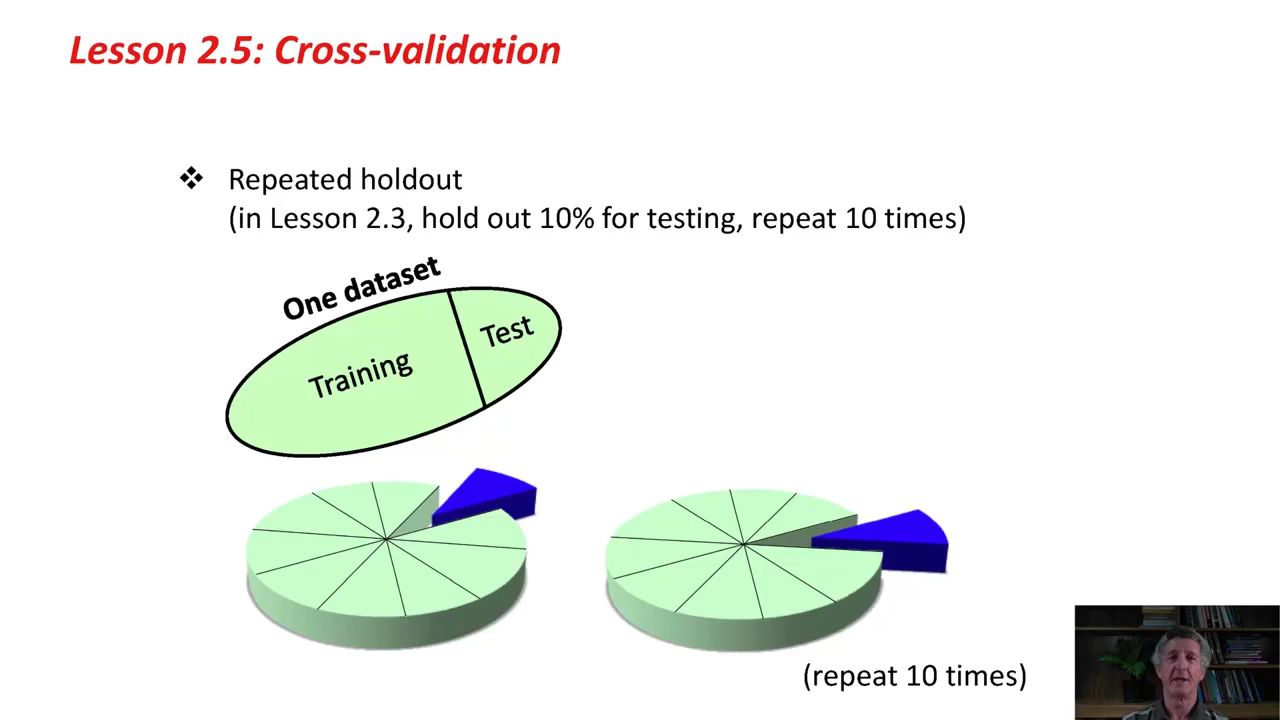 Lesson 2.5: Cross-validation
❖ Repeated holdout
(in Lesson 2.3, hold out 10% for testing, repeat 10 times)
One dataset
Training
Test
(repeat 10 times)